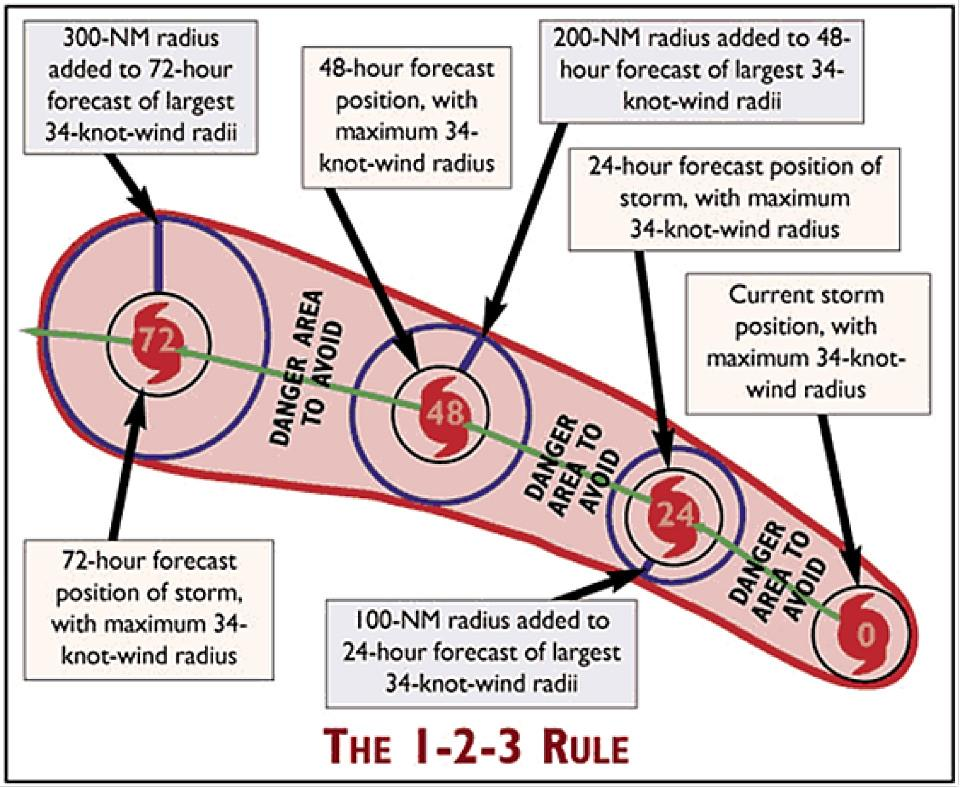 300-NM radius
added to 72-hour
forecast of largest
34-knot-wind radii
48-hour forecast
position, with
maximum 34-
knot-wind radius
200-NM radius added to 48-
hour forecast of largest 34-
knot-wind radii
24-hour forecast position of
storm, with maximum
34-knot-wind radius
Current storm
position, with
maximum 34-knot-
wind radius
72
DANGER AREA
TO AVOID
48
DANGER
AREA TO
AVOID
24
DANGER
AREA TO
AVOID
0
72-hour forecast
position of storm,
with maximum 34-
knot-wind radius
100-NM radius added to
24-hour forecast of largest
34-knot-wind radii
THE 1-2-3 RULE